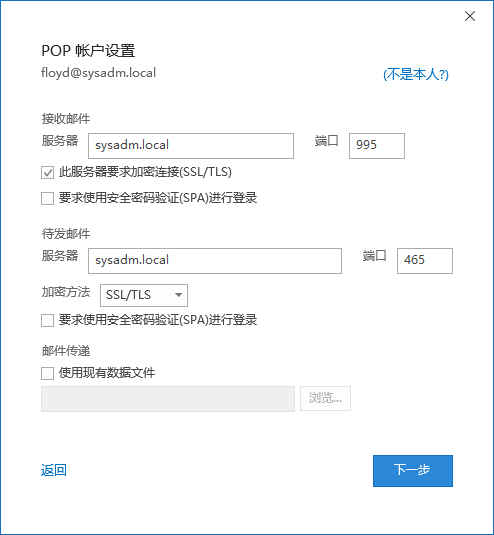 POP 帐户设置
floyd@sysadm.local (不是本人?)
接收邮件
服务器 sysadm.local 端口 995
此服务器要求加密连接(SSL/TLS)
要求使用安全密码验证(SPA)进行登录
待发邮件
服务器 sysadm.local 端口 465
加密方法 SSL/TLS
要求使用安全密码验证(SPA)进行登录
邮件传递
使用现有数据文件
浏览...
返回 下一步